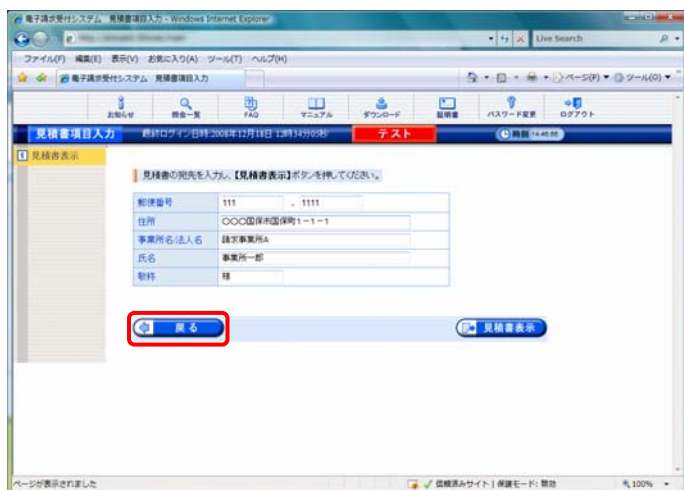 電子請求受付システム 見積書項目入力 - Windows Internet Explorer
Live Search
ファイル(F) 編集(E) 表示(V) お気に入り(A) ツール(T) ヘルプ(H)
電子請求受付システム 見積書項目入力
ページ(P) ツール(O)
お知らせ 照会一覧 FAQ マニュアル ダウンロード 証明書 パスワード変更 ログアウト
見積書項目入力 最終ログイン日時:2008年12月18日 13時34分05秒 テスト 時刻
1 見積書表示
見積書の宛先を入力し、【見積書表示】ボタンを押してください。
郵便番号 111 - 1111
住所 〇〇〇国保市国保町1-1-1
事業所名/法人名 請求事業所A
氏名 事業所一郎
敬称 様
戻る 見積書表示
ページが表示されました 信頼済みサイト | 保護モード: 無効 100%